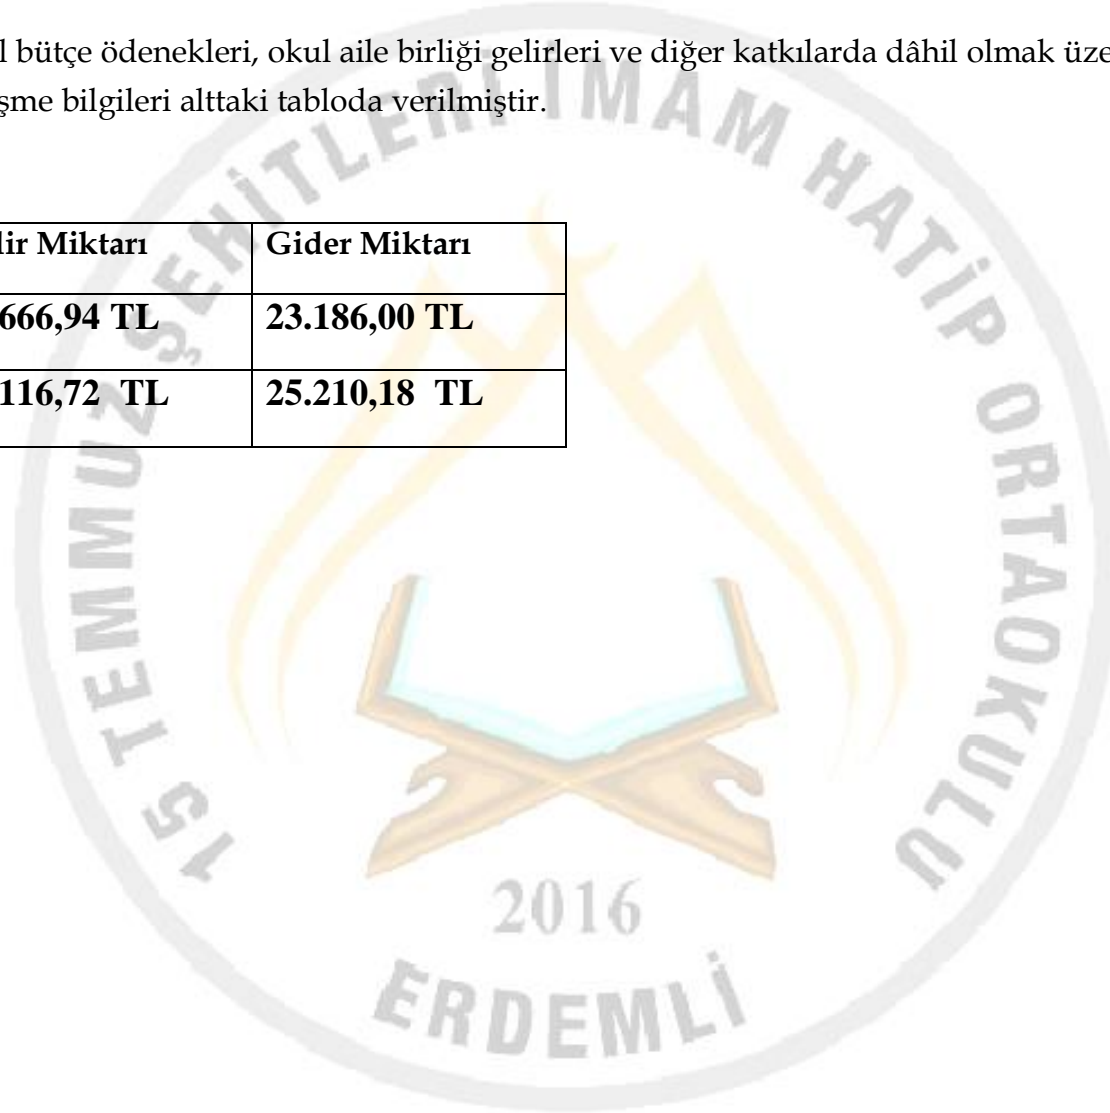 l bütçe ödenekleri, okul aile birliği gelirleri ve diğer katkılarda dâhil olmak üze
şme bilgileri alttaki tabloda verilmiştir.
lir Miktarı Gider Miktarı
666,94 TL 23.186,00 TL
116,72 TL 25.210,18 TL
15 TEMMUZ ŞEHİTLERİ İMAM HATİP ORTAOKULU
2016
ERDEMLİ